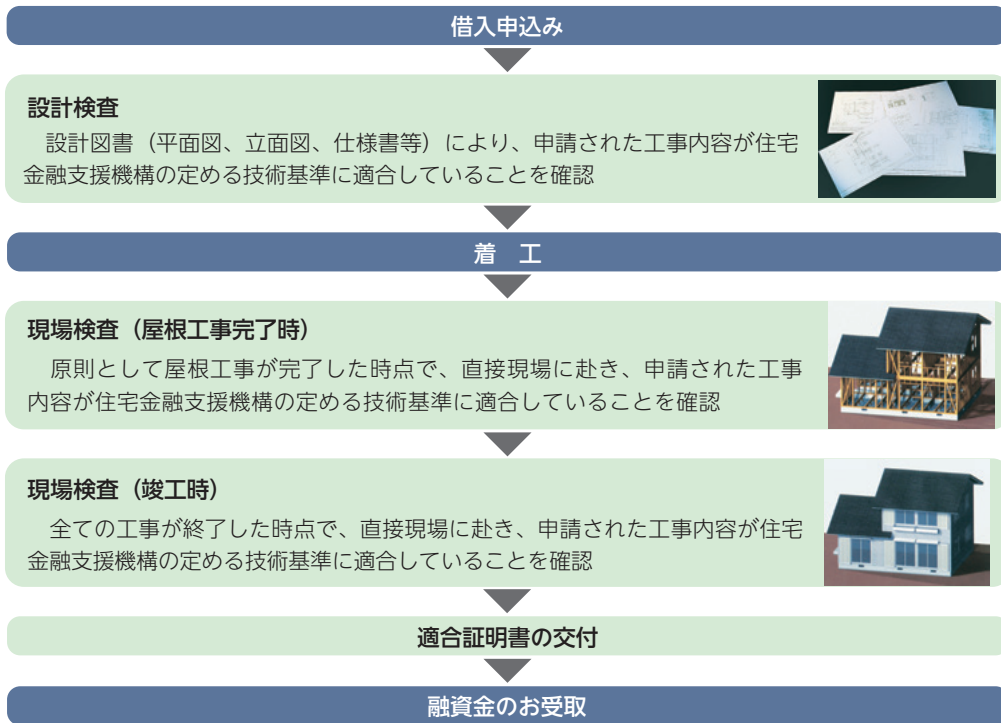 借入申込み
設計検査
設計図書（平面図、立面図、仕様書等）により、申請された工事内容が住宅
金融支援機構の定める技術基準に適合していることを確認
着　工
現場検査（屋根工事完了時）
原則として屋根工事が完了した時点で、直接現場に赴き、申請された工事
内容が住宅金融支援機構の定める技術基準に適合していることを確認
現場検査（竣工時）
全ての工事が終了した時点で、直接現場に赴き、申請された工事内容が住宅
金融支援機構の定める技術基準に適合していることを確認
適合証明書の交付
融資金のお受取